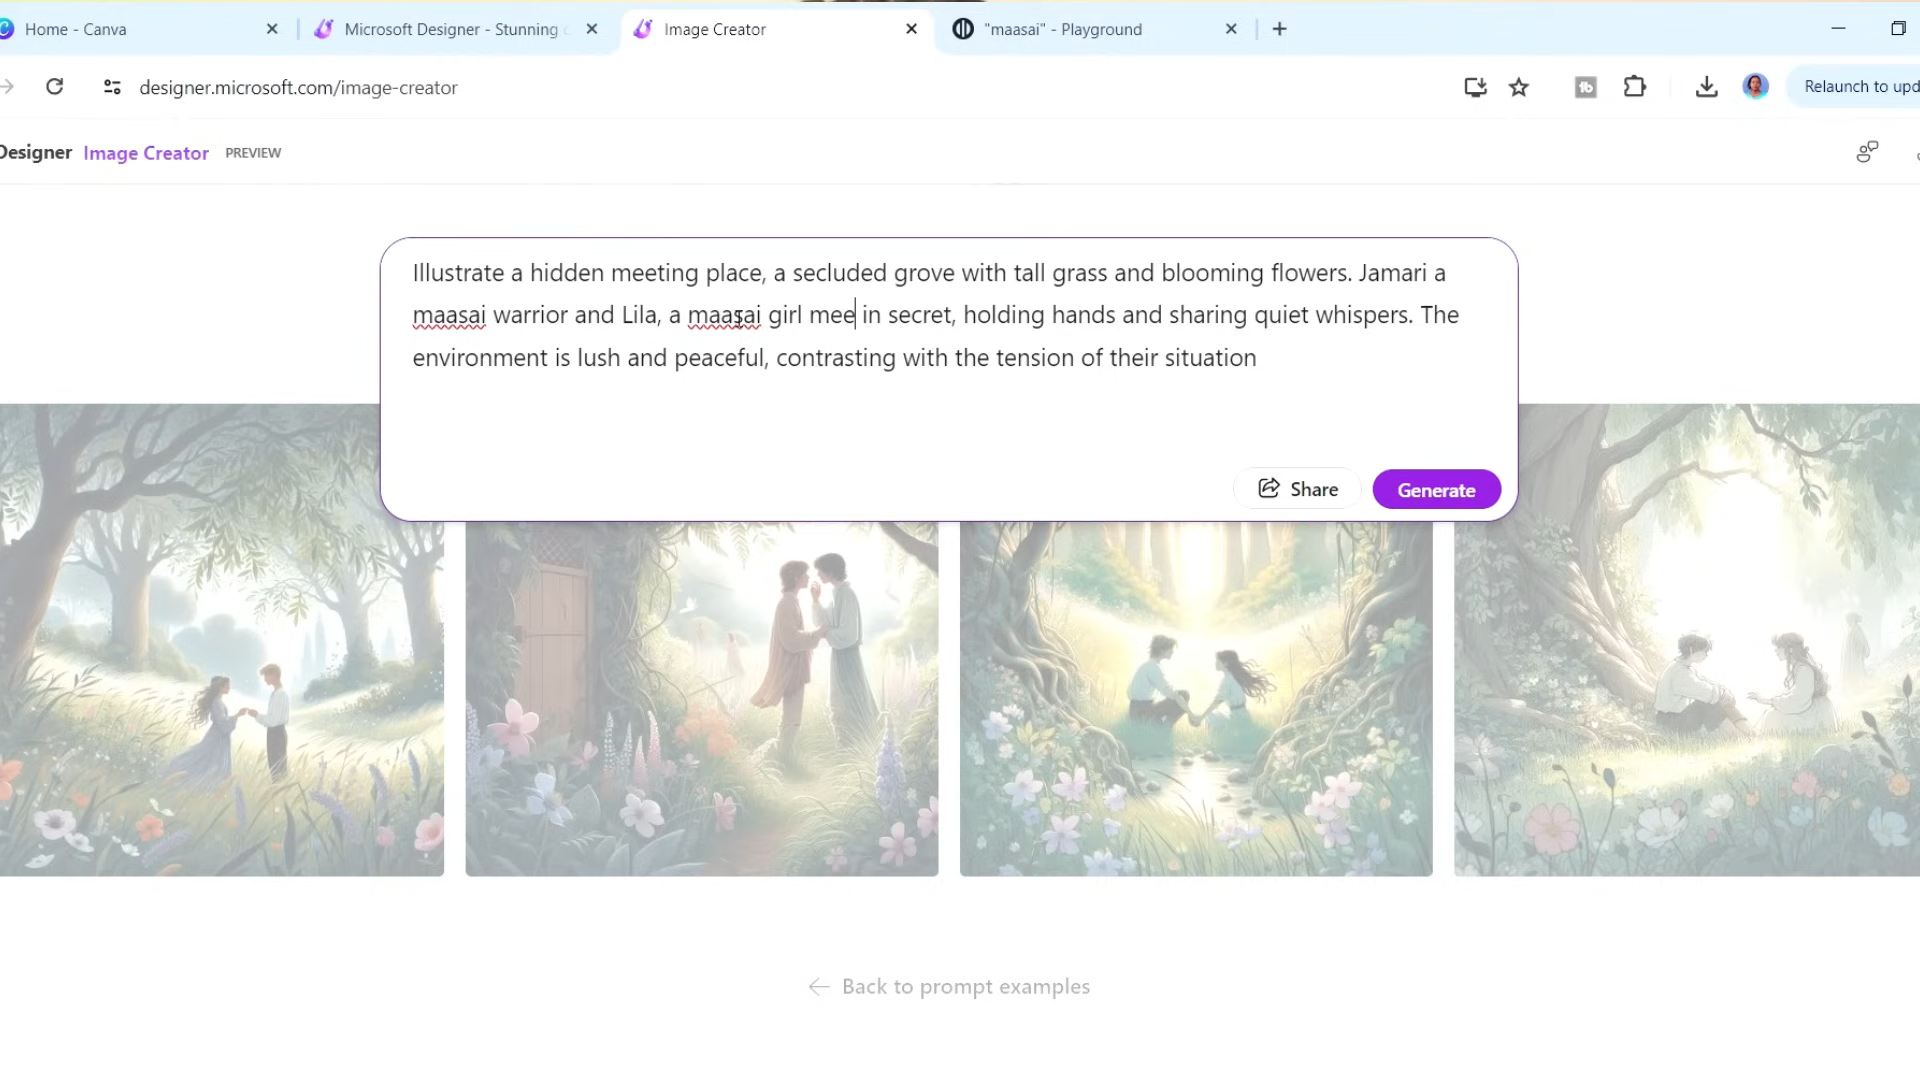 Home - Canva
Microsoft Designer - Stunning
Image Creator
"maasai" - Playground
designer.microsoft.com/image-creator
Relaunch to upd
Designer Image Creator PREVIEW
Illustrate a hidden meeting place, a secluded grove with tall grass and blooming flowers. Jamari a
maasai warrior and Lila, a maasai girl mee in secret, holding hands and sharing quiet whispers. The
environment is lush and peaceful, contrasting with the tension of their situation
Share
Generate
Back to prompt examples